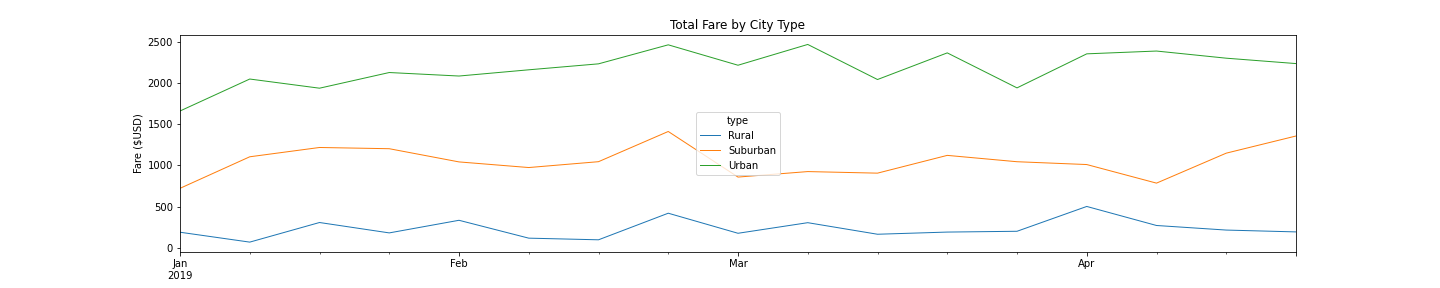 Total Fare by City Type
Fare ($USD)
2500
2000
1500
1000
500
0
type
Rural
Suburban
Urban
Jan
2019
Feb
Mar
Apr